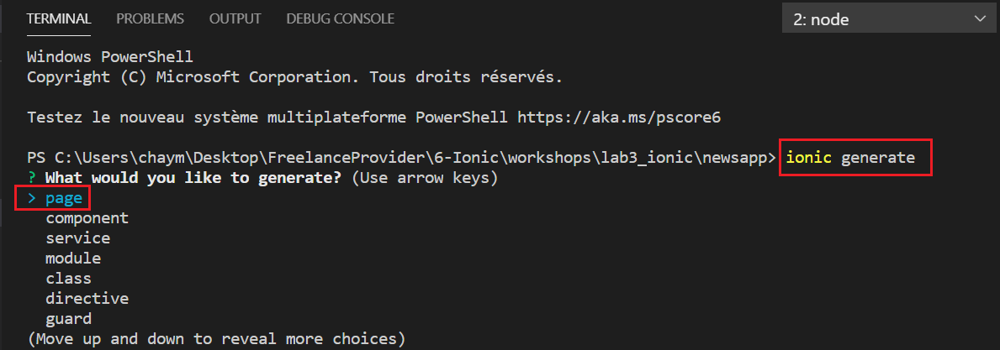 TERMINAL PROBLEMS OUTPUT DEBUG CONSOLE 2: node
Windows PowerShell
Copyright (C) Microsoft Corporation. Tous droits réservés.
Testez le nouveau système multiplateforme PowerShell https://aka.ms/pscore6
PS C:\Users\chaym\Desktop\FreelanceProvider\6-Ionic\workshops\lab3_ionic\newsapp> ionic generate
? What would you like to generate? (Use arrow keys)
> page
component
service
module
class
directive
guard
(Move up and down to reveal more choices)